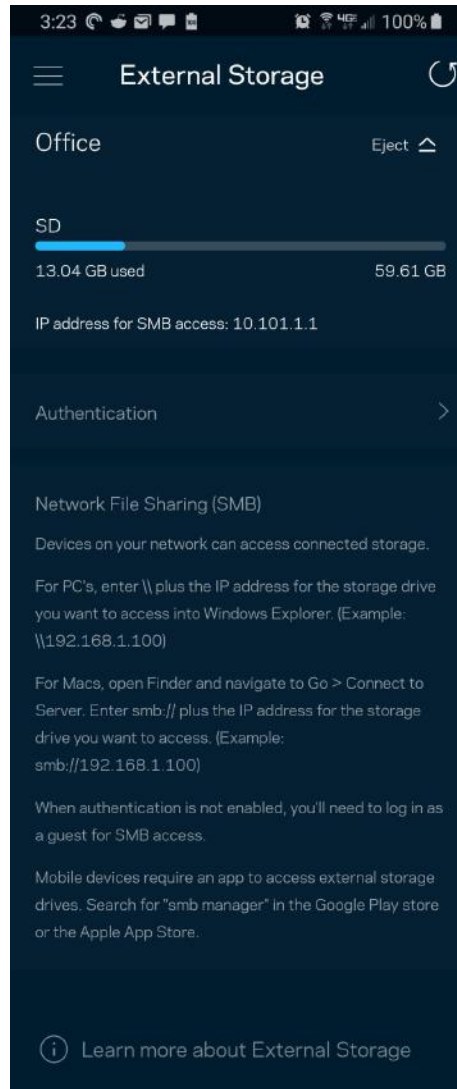 3:23 4GE 100%
External Storage
Office Eject
SD
13.04 GB used 59.61 GB
IP address for SMB access: 10.101.1.1
Authentication
Network File Sharing (SMB)
Devices on your network can access connected storage.
For PC's, enter \\ plus the IP address for the storage drive
you want to access into Windows Explorer. (Example:
\\192.168.1.100)
For Macs, open Finder and navigate to Go > Connect to
Server. Enter smb:// plus the IP address for the storage
drive you want to access. (Example:
smb://192.168.1.100)
When authentication is not enabled, you'll need to log in as
a guest for SMB access.
Mobile devices require an app to access external storage
drives. Search for "smb manager" in the Google Play store
or the Apple App Store.
Learn more about External Storage